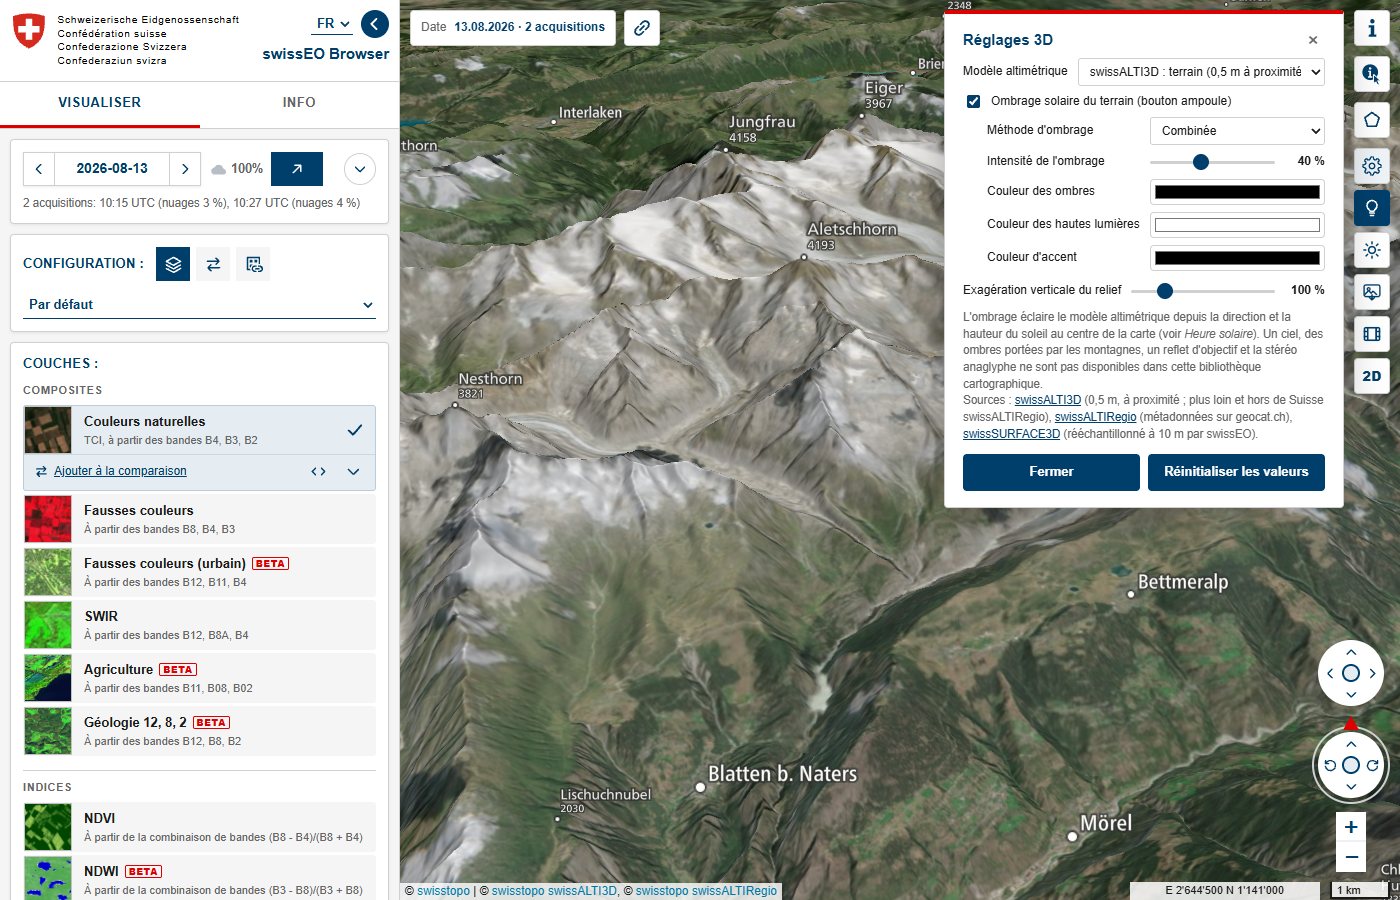 Schweizerische Eidgenossenschaft
Confédération suisse
Confederazione Svizzera
Confederaziun svizra
FR
swissEO Browser
VISUALISER
INFO
2026-08-13
100%
2 acquisitions: 10:15 UTC (nuages 3 %), 10:27 UTC (nuages 4 %)
CONFIGURATION :
Par défaut
COUCHES :
COMPOSITES
Couleurs naturelles
TCI, à partir des bandes B4, B3, B2
Ajouter à la comparaison
Fausses couleurs
À partir des bandes B8, B4, B3
Fausses couleurs (urbain) BETA
À partir des bandes B12, B11, B4
SWIR
À partir des bandes B12, B8A, B4
Agriculture BETA
À partir des bandes B11, B08, B02
Géologie 12, 8, 2 BETA
À partir des bandes B12, B8, B2
INDICES
NDVI
À partir de la combinaison de bandes (B8 - B4)/(B8 + B4)
NDWI BETA
À partir de la combinaison de bandes (B3 - B8)/(B3 + B8)
Date 13.08.2026 · 2 acquisitions
2348
Interlaken
thorn
Jungfrau
4158
Eiger
3967
Brien
Aletschhorn
4193
Nesthorn
3821
Bettmeralp
Blatten b. Naters
Lischuchnubel
2030
Mörel
Réglages 3D
×
Modèle altimétrique
swissALTI3D : terrain (0,5 m à proximité
Ombrage solaire du terrain (bouton ampoule)
Méthode d'ombrage
Combinée
Intensité de l'ombrage
40 %
Couleur des ombres
Couleur des hautes lumières
Couleur d'accent
Exagération verticale du relief
100 %
L'ombrage éclaire le modèle altimétrique depuis la direction et la
hauteur du soleil au centre de la carte (voir Heure solaire). Un ciel, des
ombres portées par les montagnes, un reflet d'objectif et la stéréo
anaglyphe ne sont pas disponibles dans cette bibliothèque
cartographique.
Sources : swissALTI3D (0,5 m, à proximité ; plus loin et hors de Suisse
swissALTIRegio), swissALTIRegio (métadonnées sur geocat.ch),
swissSURFACE3D (rééchantillonné à 10 m par swissEO).
Fermer
Réinitialiser les valeurs
2D
+
−
© swisstopo | © swisstopo swissALTI3D, © swisstopo swissALTIRegio
E 2'644'500 N 1'141'000
1 km